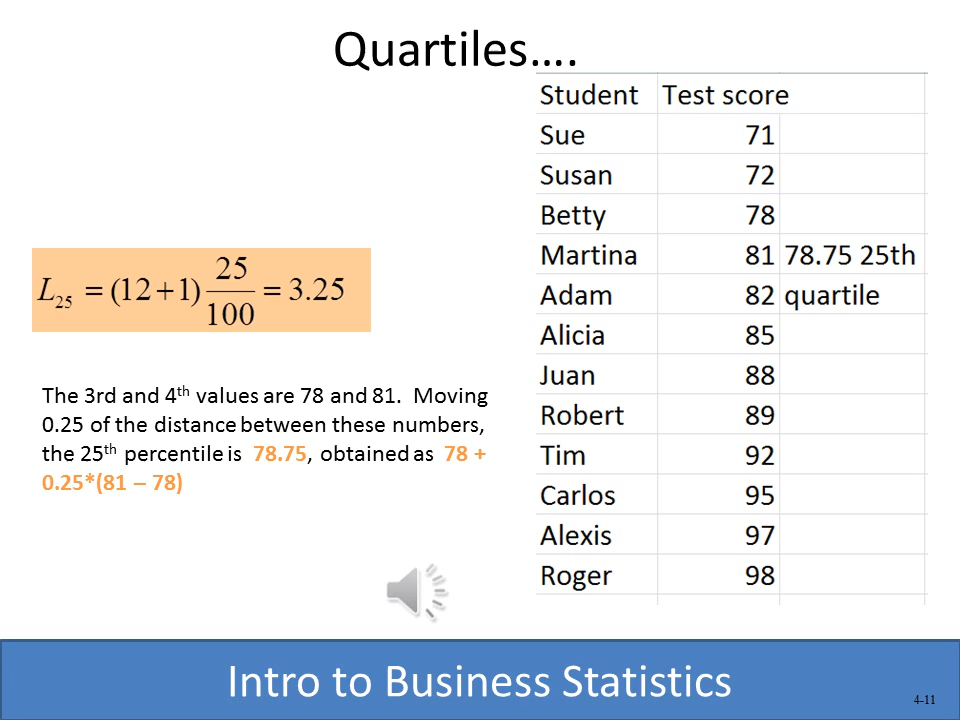 Quartiles….
Student Test score
Sue 71
Susan 72
Betty 78
Martina 81 78.75 25th
Adam 82 quartile
Alicia 85
Juan 88
Robert 89
Tim 92
Carlos 95
Alexis 97
Roger 98
L25 = (12+1) 25/100 = 3.25
The 3rd and 4th values are 78 and 81. Moving
0.25 of the distance between these numbers,
the 25th percentile is 78.75, obtained as 78 +
0.25*(81 – 78)
Intro to Business Statistics
4-11